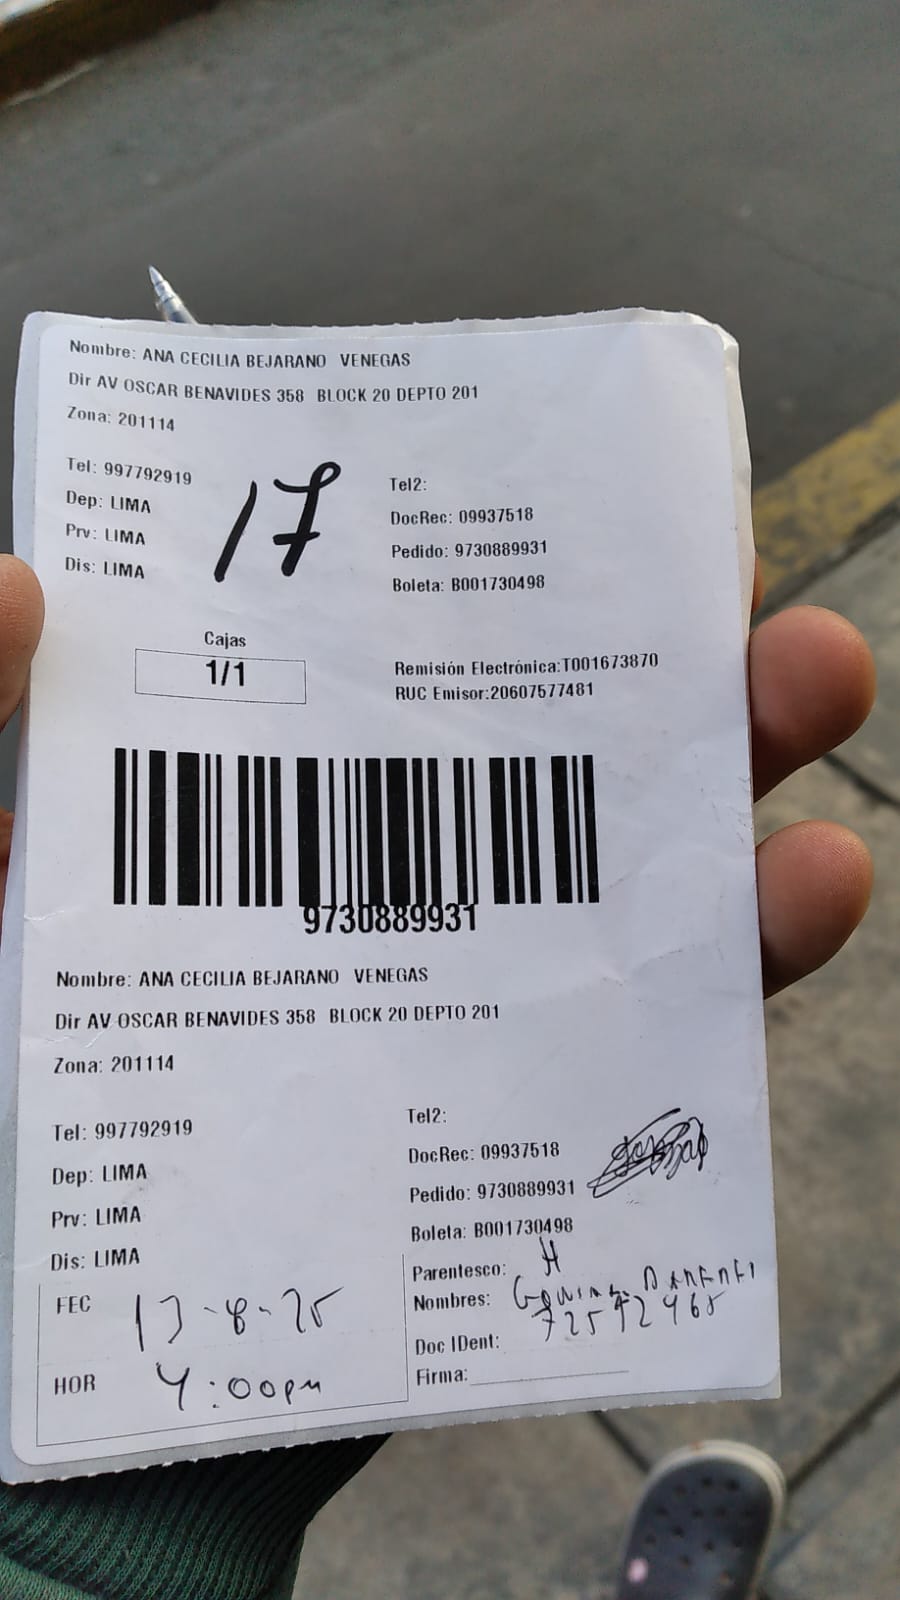 Nombre: ANA CECILIA BEJARANO VENEGAS
Dir AV OSCAR BENAVIDES 358 BLOCK 20 DEPTO 201
Zona: 201114
Tel: 997792919
Dep: LIMA
Prv: LIMA
Dis: LIMA
17
Tel2:
DocRec: 09937518
Pedido: 9730889931
Boleta: B001730498
Cajas
1/1
Remisión Electrónica:T001673870
RUC Emisor:20607577481
9730889931
Nombre: ANA CECILIA BEJARANO VENEGAS
Dir AV OSCAR BENAVIDES 358 BLOCK 20 DEPTO 201
Zona: 201114
Tel: 997792919
Dep: LIMA
Prv: LIMA
Dis: LIMA
Tel2:
DocRec: 09937518
Pedido: 9730889931
Boleta: B001730498
FEC 13-8-25
HOR 4:00pm
Parentesco: H
Nombres:
Doc IDent: 72592468
Firma: